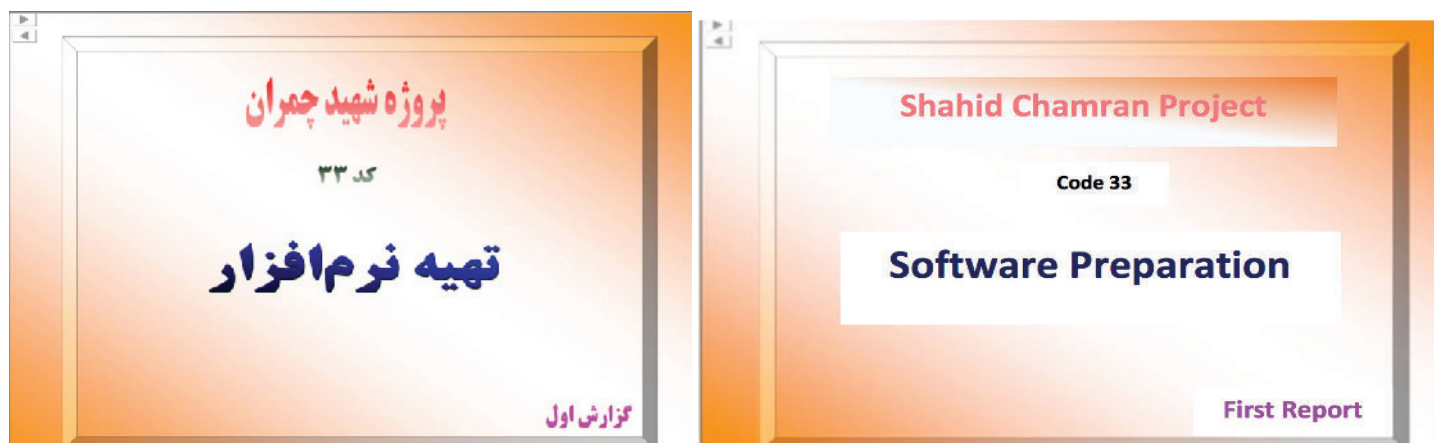 پروژه شهید چمران
کد ۳۳
تهیه نرم‌افزار
گزارش اول
Shahid Chamran Project
Code 33
Software Preparation
First Report